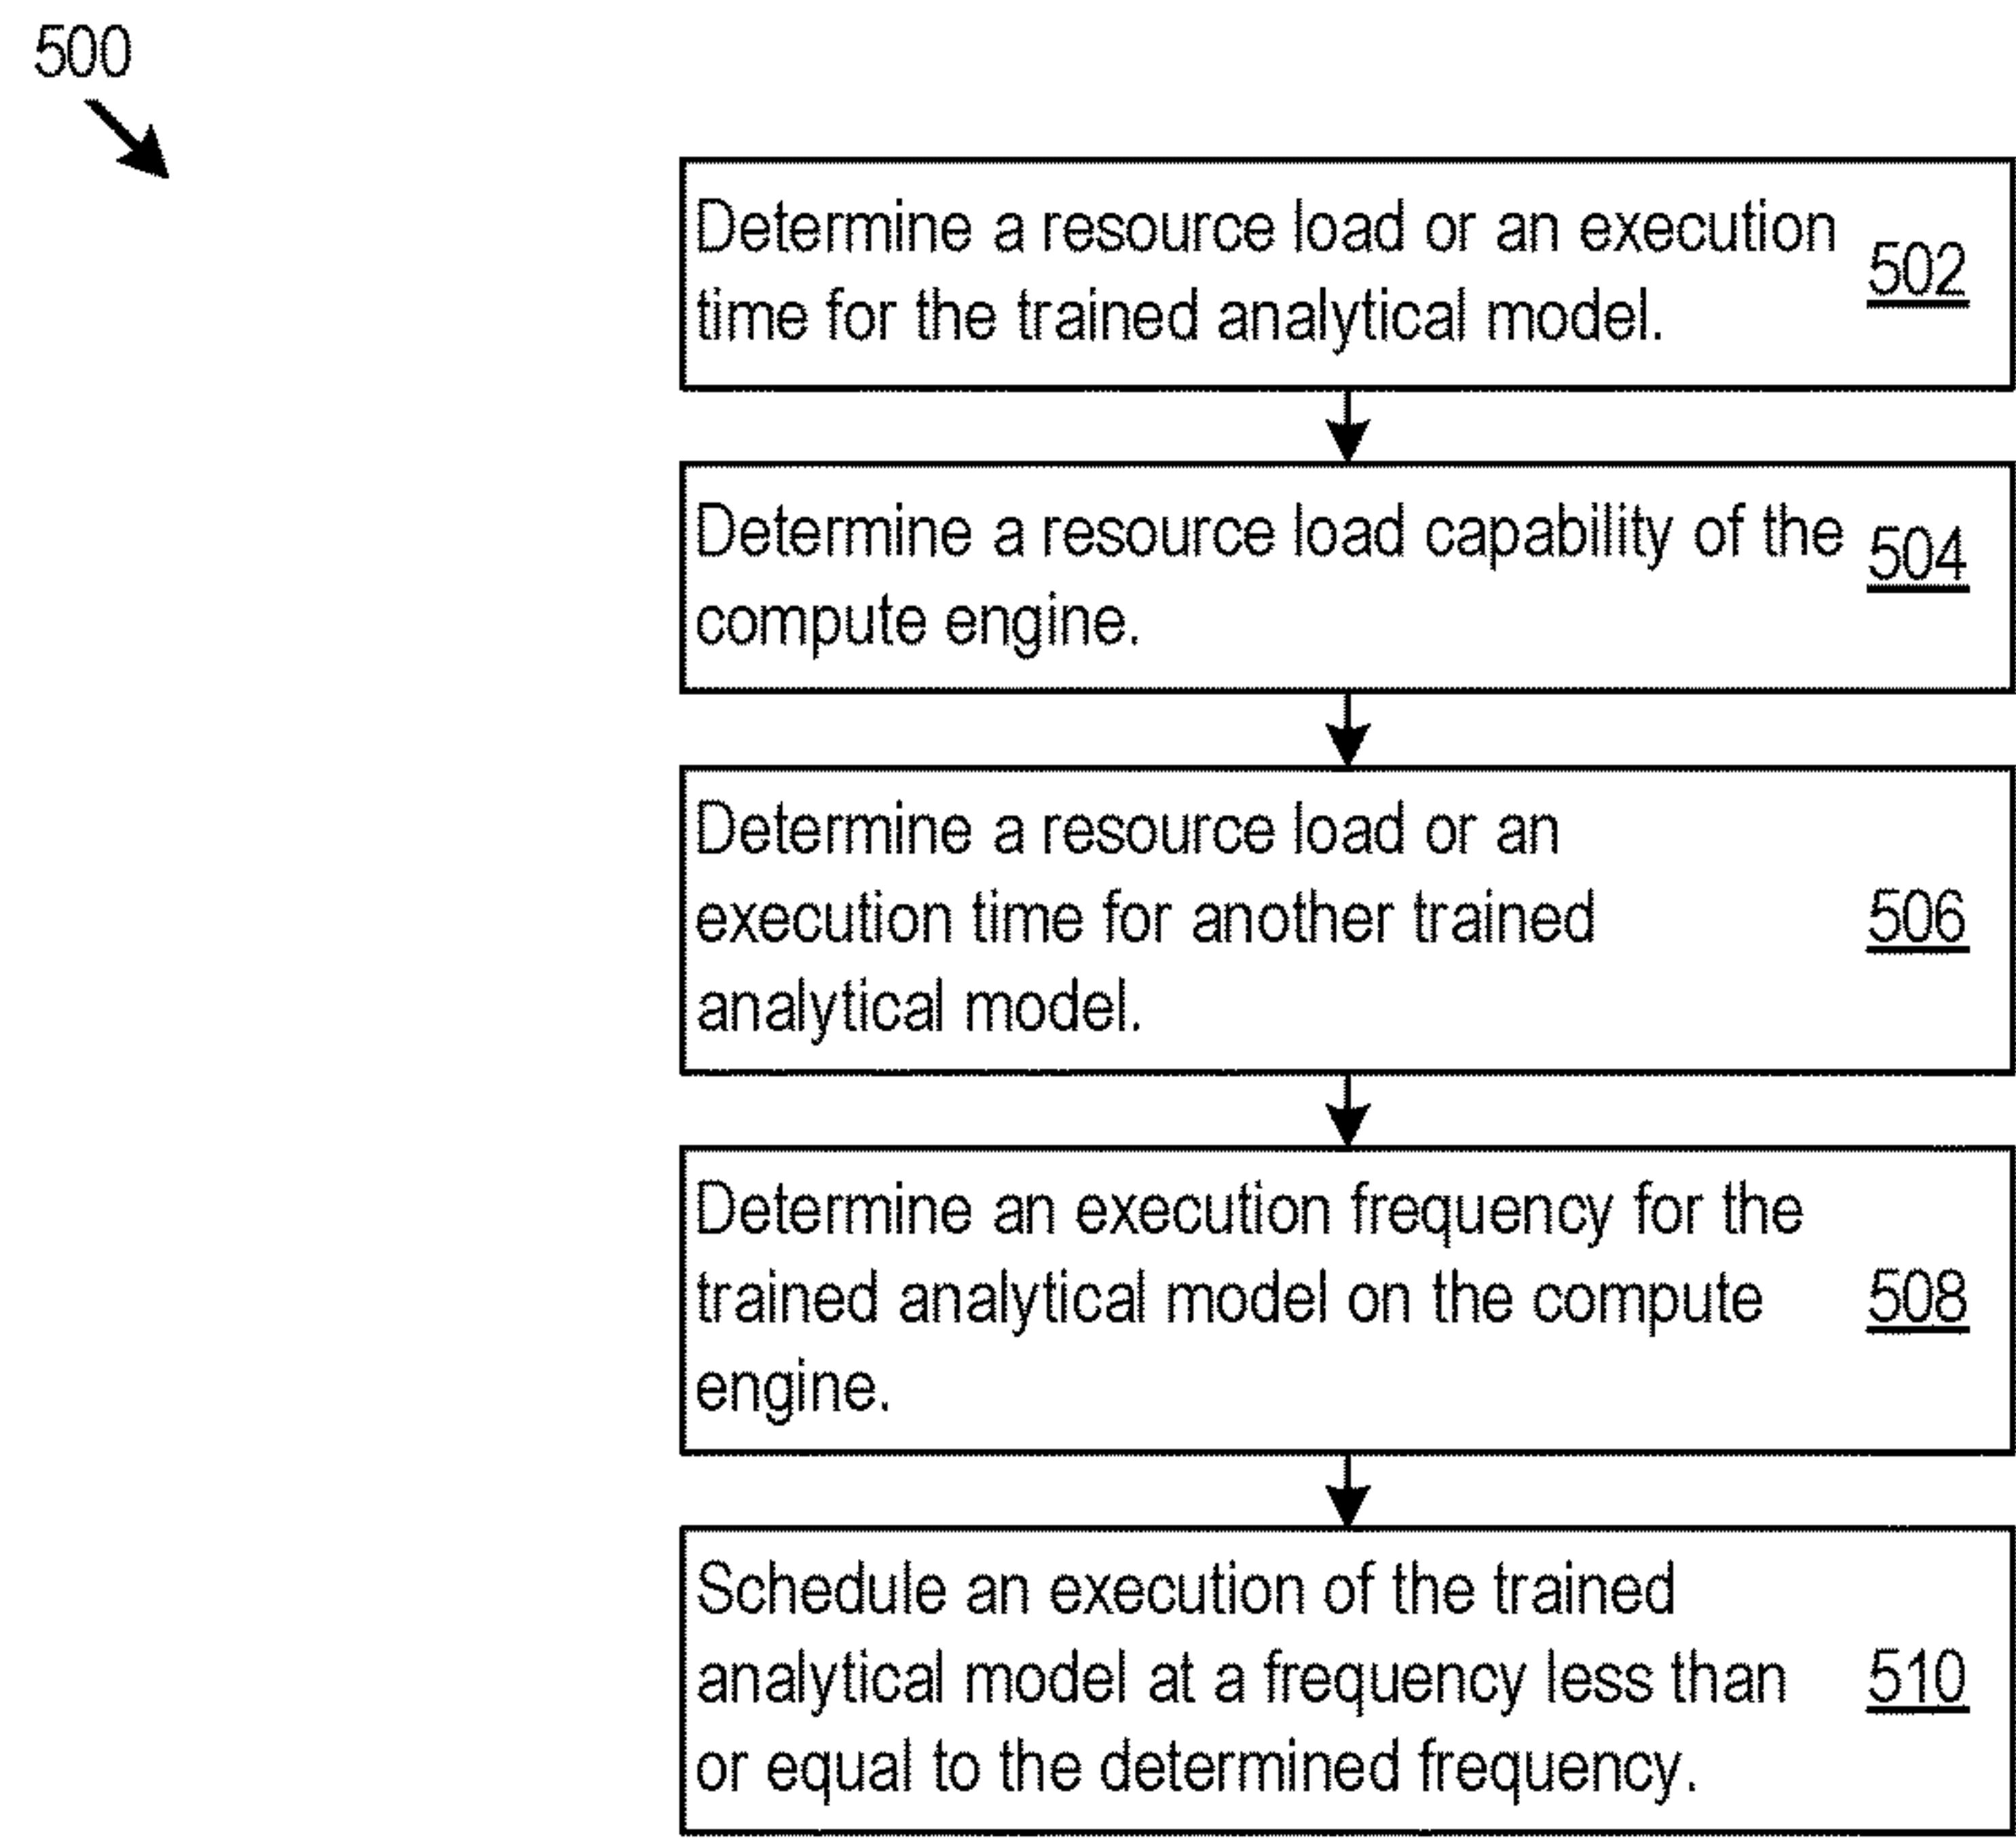 500
Determine a resource load or an execution
time for the trained analytical model.
502
Determine a resource load capability of the
compute engine.
504
Determine a resource load or an
execution time for another trained
analytical model.
506
Determine an execution frequency for the
trained analytical model on the compute
engine.
508
Schedule an execution of the trained
analytical model at a frequency less than
or equal to the determined frequency.
510